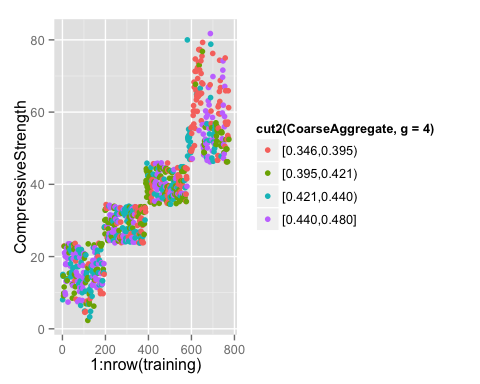 CompressiveStrength
80
60
40
20
0
0 200 400 600 800
1:nrow(training)
cut2(CoarseAggregate, g = 4)
[0.346,0.395)
[0.395,0.421)
[0.421,0.440)
[0.440,0.480]